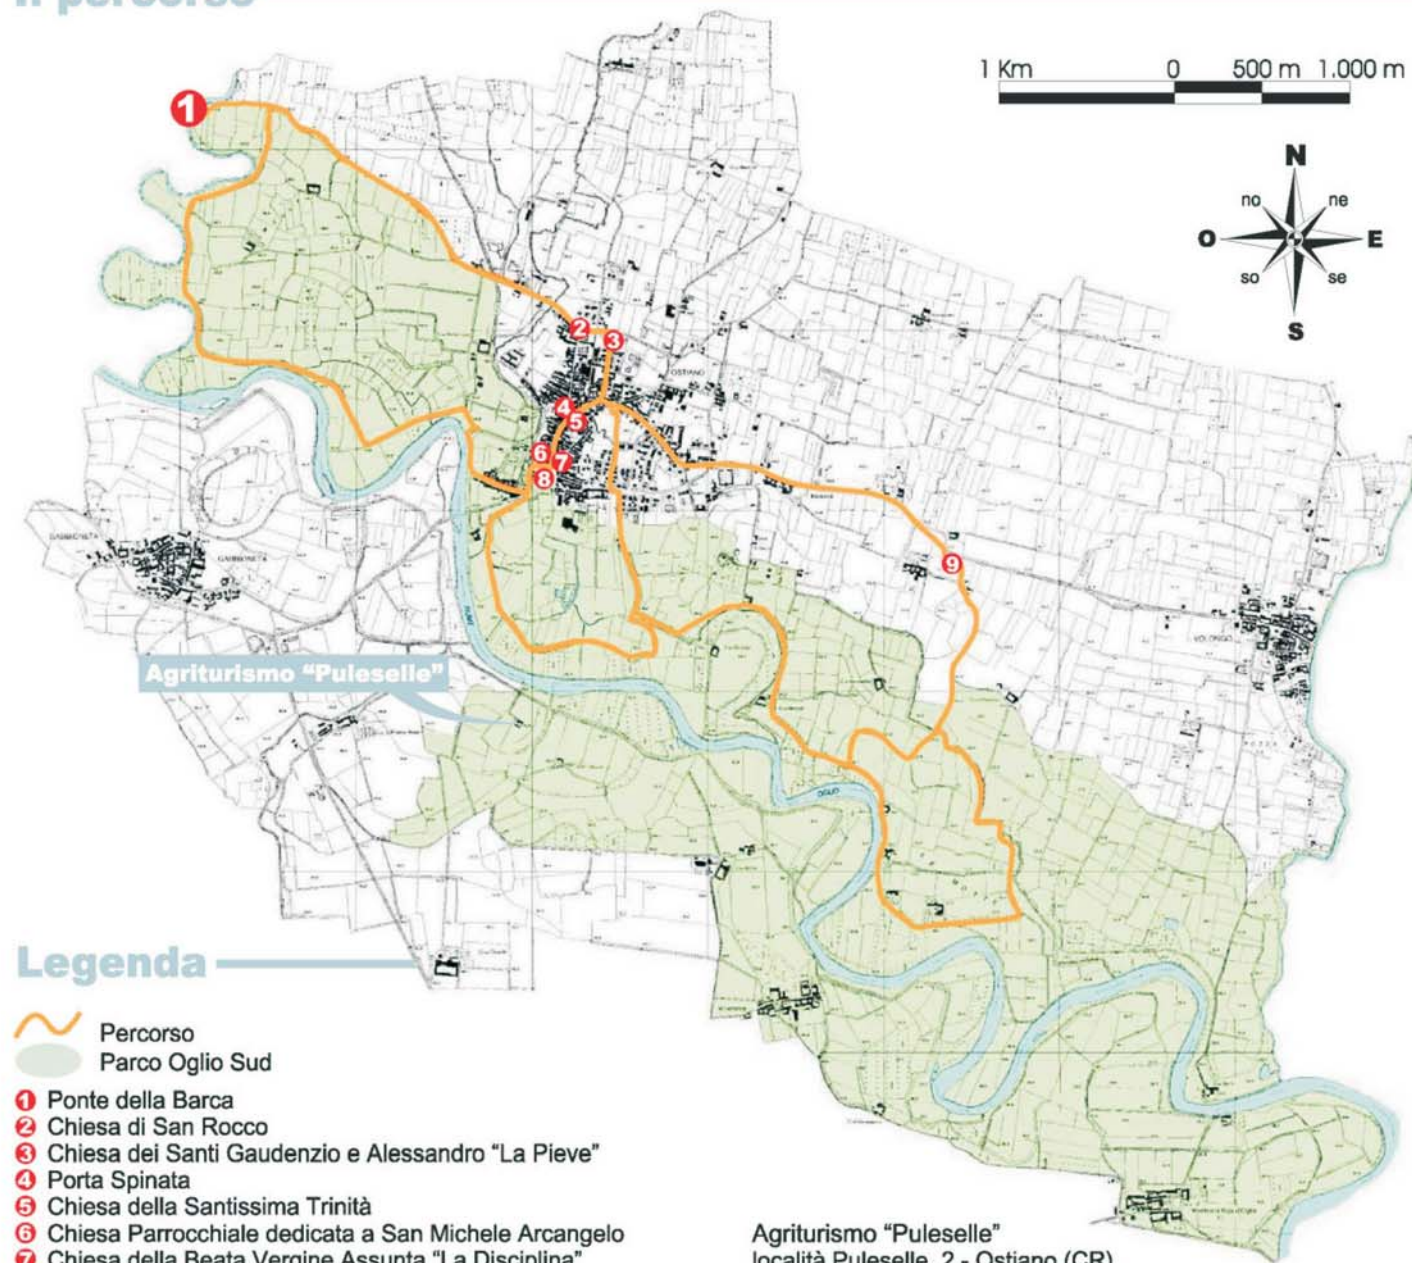 Il percorso
1 Km 0 500 m 1.000 m
N
no ne
O E
so se
S
1
2
3
OSTIANO
4
5
6
7
8
9
GABBIONETA
GABBIONETA
VOLONGO
Agriturismo “Puleselle”
FIUME
OGLIO
Legenda
Percorso
Parco Oglio Sud
1 Ponte della Barca
2 Chiesa di San Rocco
3 Chiesa dei Santi Gaudenzio e Alessandro “La Pieve”
4 Porta Spinata
5 Chiesa della Santissima Trinità
6 Chiesa Parrocchiale dedicata a San Michele Arcangelo
7 Chiesa della Beata Vergine Assunta “La Disciplina”
Agriturismo “Puleselle”
località Puleselle, 2 - Ostiano (CR)